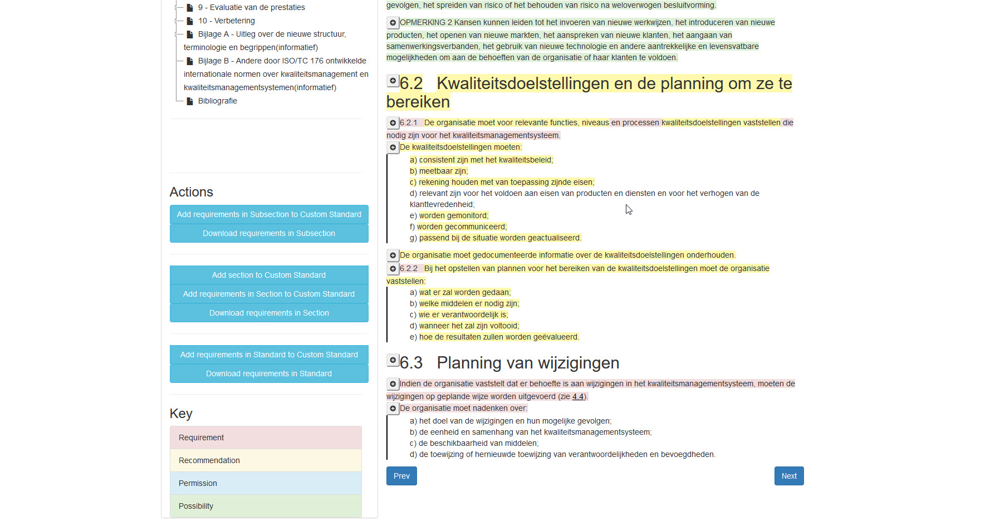 9 - Evaluatie van de prestaties
10 - Verbetering
Bijlage A - Uitleg over de nieuwe structuur,
terminologie en begrippen(informatief)
Bijlage B - Andere door ISO/TC 176 ontwikkelde
internationale normen over kwaliteitsmanagement en
kwaliteitsmanagementsystemen(informatief)
Bibliografie
Actions
Add requirements in Subsection to Custom Standard
Download requirements in Subsection
Add section to Custom Standard
Add requirements in Section to Custom Standard
Download requirements in Section
Add requirements in Standard to Custom Standard
Download requirements in Standard
Key
Requirement
Recommendation
Permission
Possibility
gevolgen, het spreiden van risico of het behouden van risico na weloverwogen besluitvorming.
OPMERKING 2 Kansen kunnen leiden tot het invoeren van nieuwe werkwijzen, het introduceren van nieuwe
producten, het openen van nieuwe markten, het aanspreken van nieuwe klanten, het aangaan van
samenwerkingsverbanden, het gebruik van nieuwe technologie en andere aantrekkelijke en levensvatbare
mogelijkheden om aan de behoeften van de organisatie of haar klanten te voldoen.
6.2 Kwaliteitsdoelstellingen en de planning om ze te
bereiken
6.2.1 De organisatie moet voor relevante functies, niveaus en processen kwaliteitsdoelstellingen vaststellen die
nodig zijn voor het kwaliteitsmanagementsysteem.
De kwaliteitsdoelstellingen moeten:
a) consistent zijn met het kwaliteitsbeleid;
b) meetbaar zijn;
c) rekening houden met van toepassing zijnde eisen;
d) relevant zijn voor het voldoen aan eisen van producten en diensten en voor het verhogen van de
klanttevredenheid;
e) worden gemonitord;
f) worden gecommuniceerd;
g) passend bij de situatie worden geactualiseerd.
De organisatie moet gedocumenteerde informatie over de kwaliteitsdoelstellingen onderhouden.
6.2.2 Bij het opstellen van plannen voor het bereiken van de kwaliteitsdoelstellingen moet de organisatie
vaststellen:
a) wat er zal worden gedaan;
b) welke middelen er nodig zijn;
c) wie er verantwoordelijk is;
d) wanneer het zal zijn voltooid;
e) hoe de resultaten zullen worden geëvalueerd.
6.3 Planning van wijzigingen
Indien de organisatie vaststelt dat er behoefte is aan wijzigingen in het kwaliteitsmanagementsysteem, moeten de
wijzigingen op geplande wijze worden uitgevoerd (zie 4.4).
De organisatie moet nadenken over:
a) het doel van de wijzigingen en hun mogelijke gevolgen;
b) de eenheid en samenhang van het kwaliteitsmanagementsysteem;
c) de beschikbaarheid van middelen;
d) de toewijzing of hernieuwde toewijzing van verantwoordelijkheden en bevoegdheden.
Prev
Next